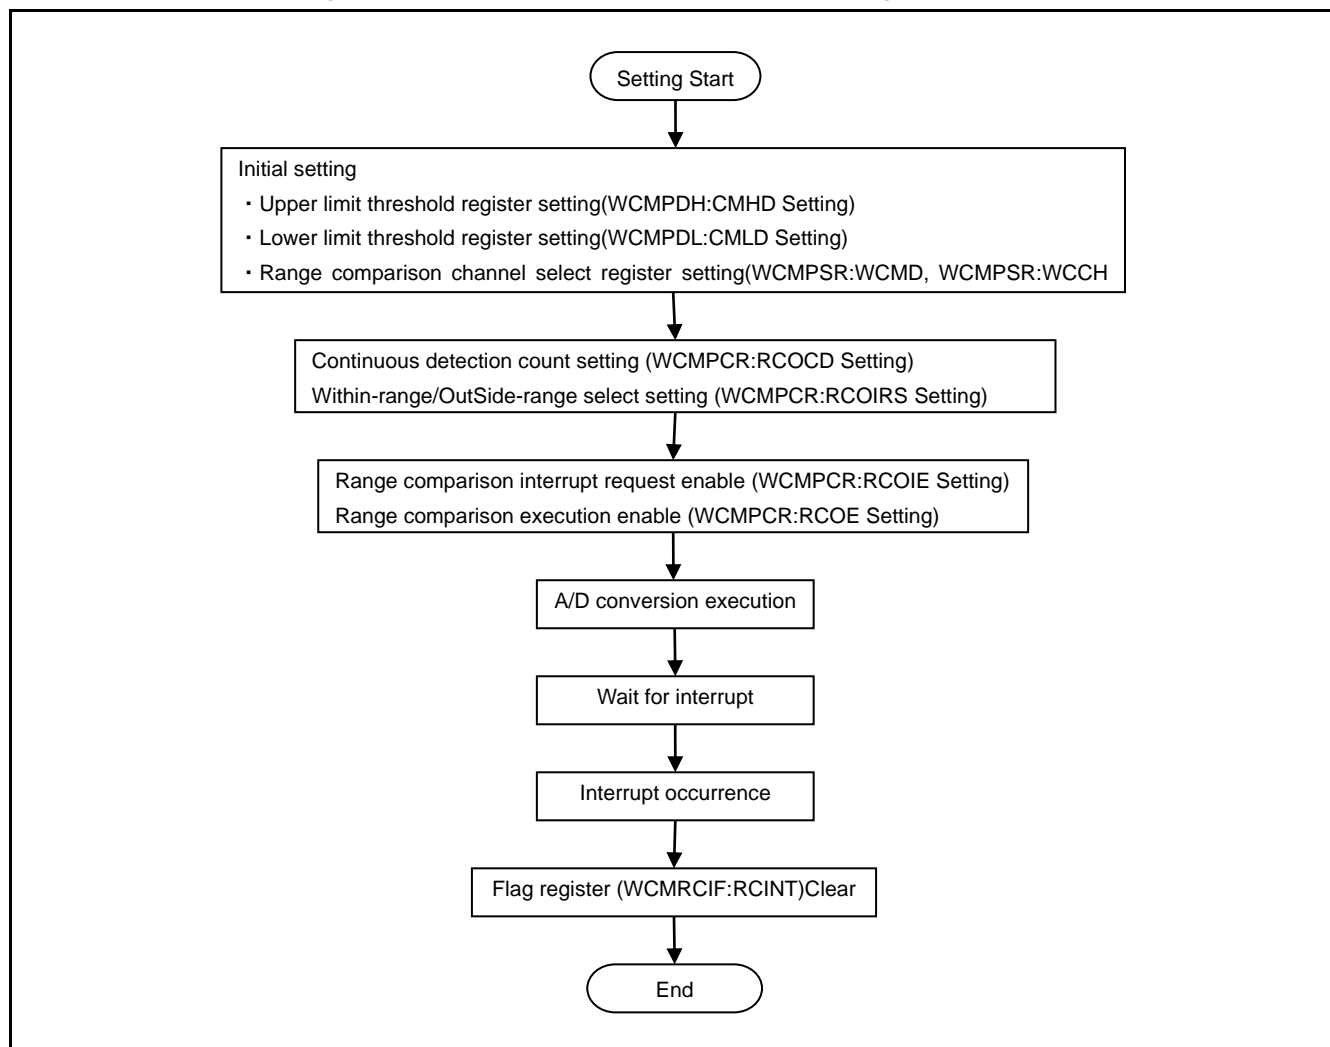 Setting Start
Initial setting
・Upper limit threshold register setting(WCMPDH:CMHD Setting)
・Lower limit threshold register setting(WCMPDL:CMLD Setting)
・Range comparison channel select register setting(WCMPSR:WCMD, WCMPSR:WCCH
Continuous detection count setting (WCMPCR:RCOCD Setting)
Within-range/OutSide-range select setting (WCMPCR:RCOIRS Setting)
Range comparison interrupt request enable (WCMPCR:RCOIE Setting)
Range comparison execution enable (WCMPCR:RCOE Setting)
A/D conversion execution
Wait for interrupt
Interrupt occurrence
Flag register (WCMRCIF:RCINT)Clear
End